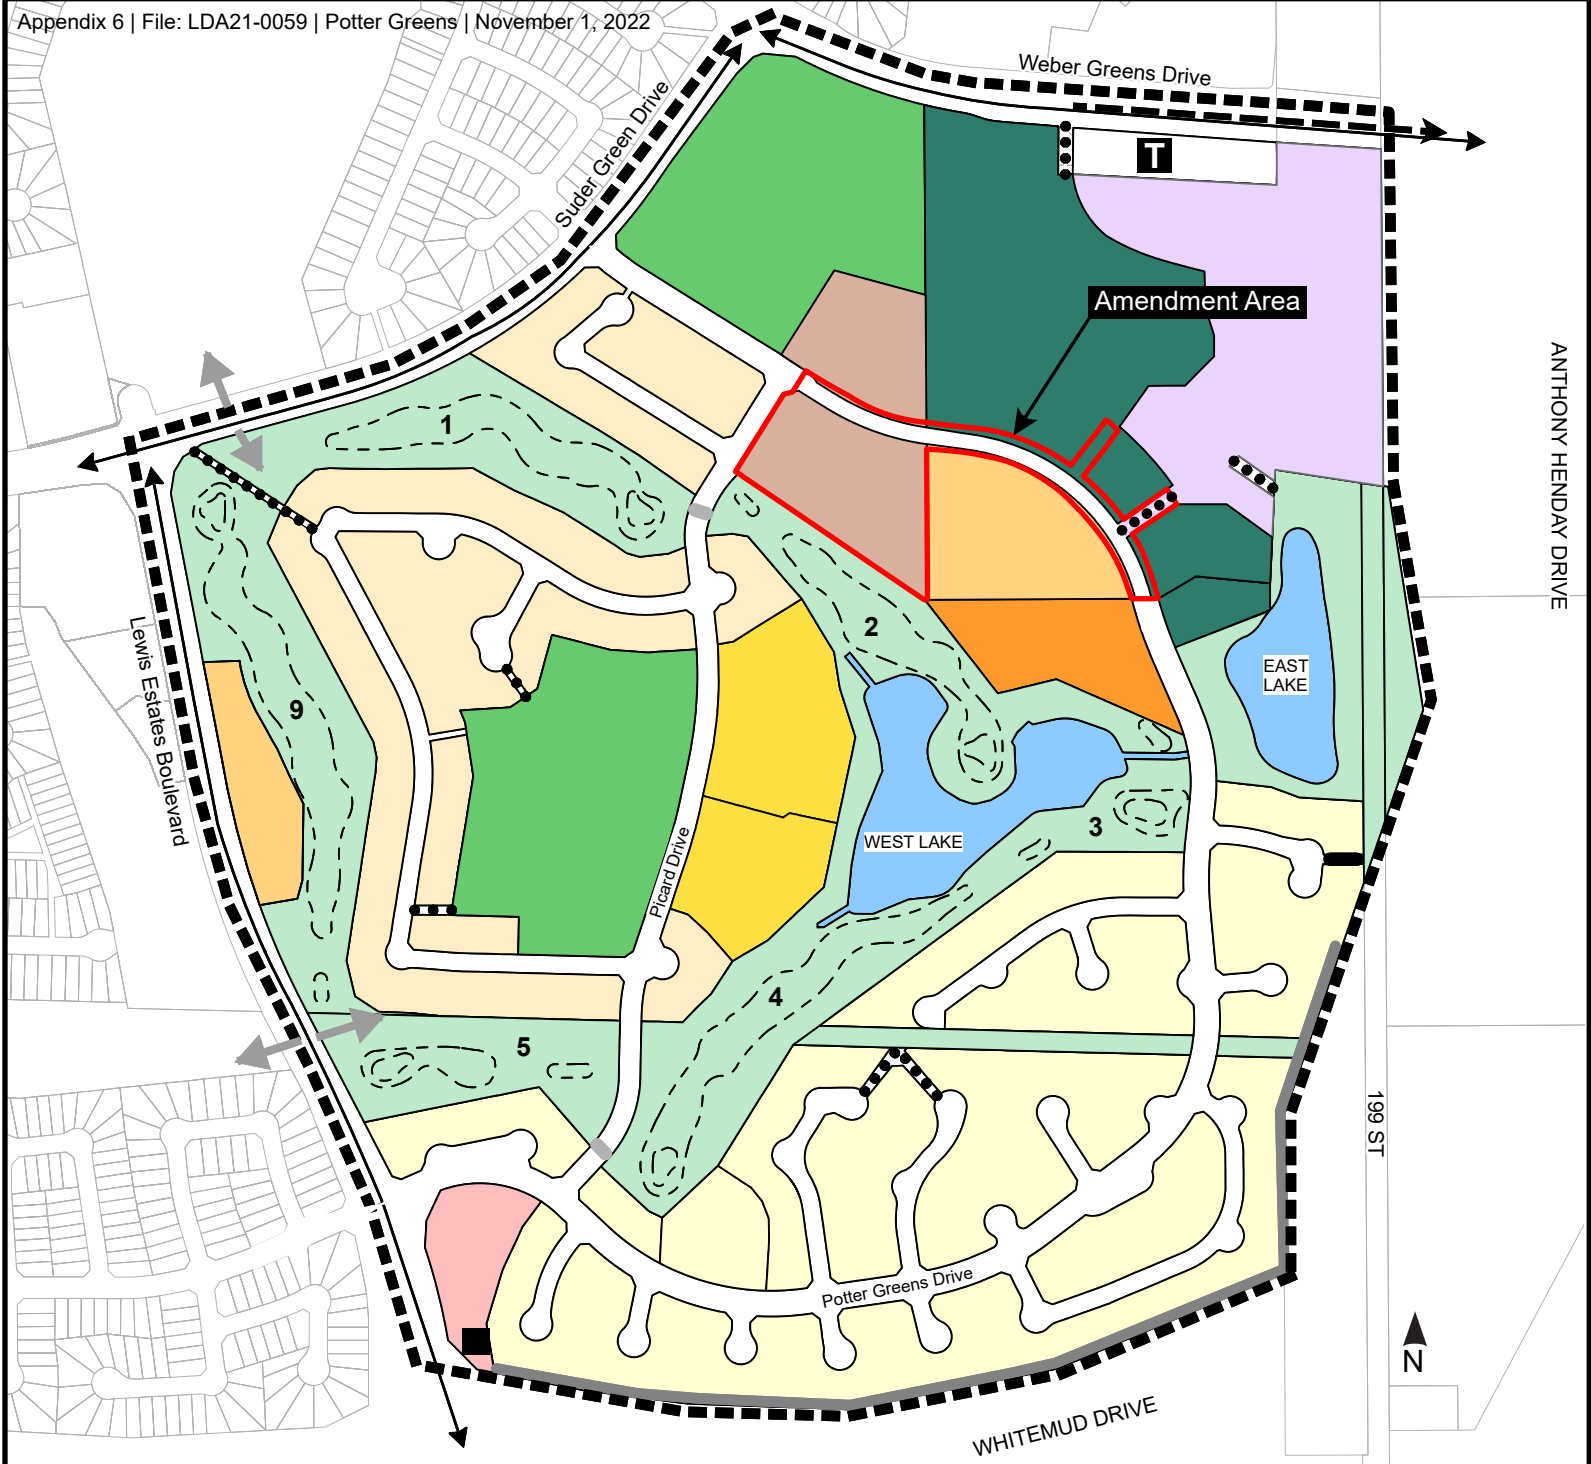 Appendix 6 | File: LDA21-0059 | Potter Greens | November 1, 2022
Weber Greens Drive
Suder Green Drive
T
Amendment Area
ANTHONY HENDAY DRIVE
1
2
EAST
LAKE
Lewis Estates Boulevard
9
WEST LAKE
3
Picard Drive
4
5
199 ST
Potter Greens Drive
N
WHITEMUD DRIVE